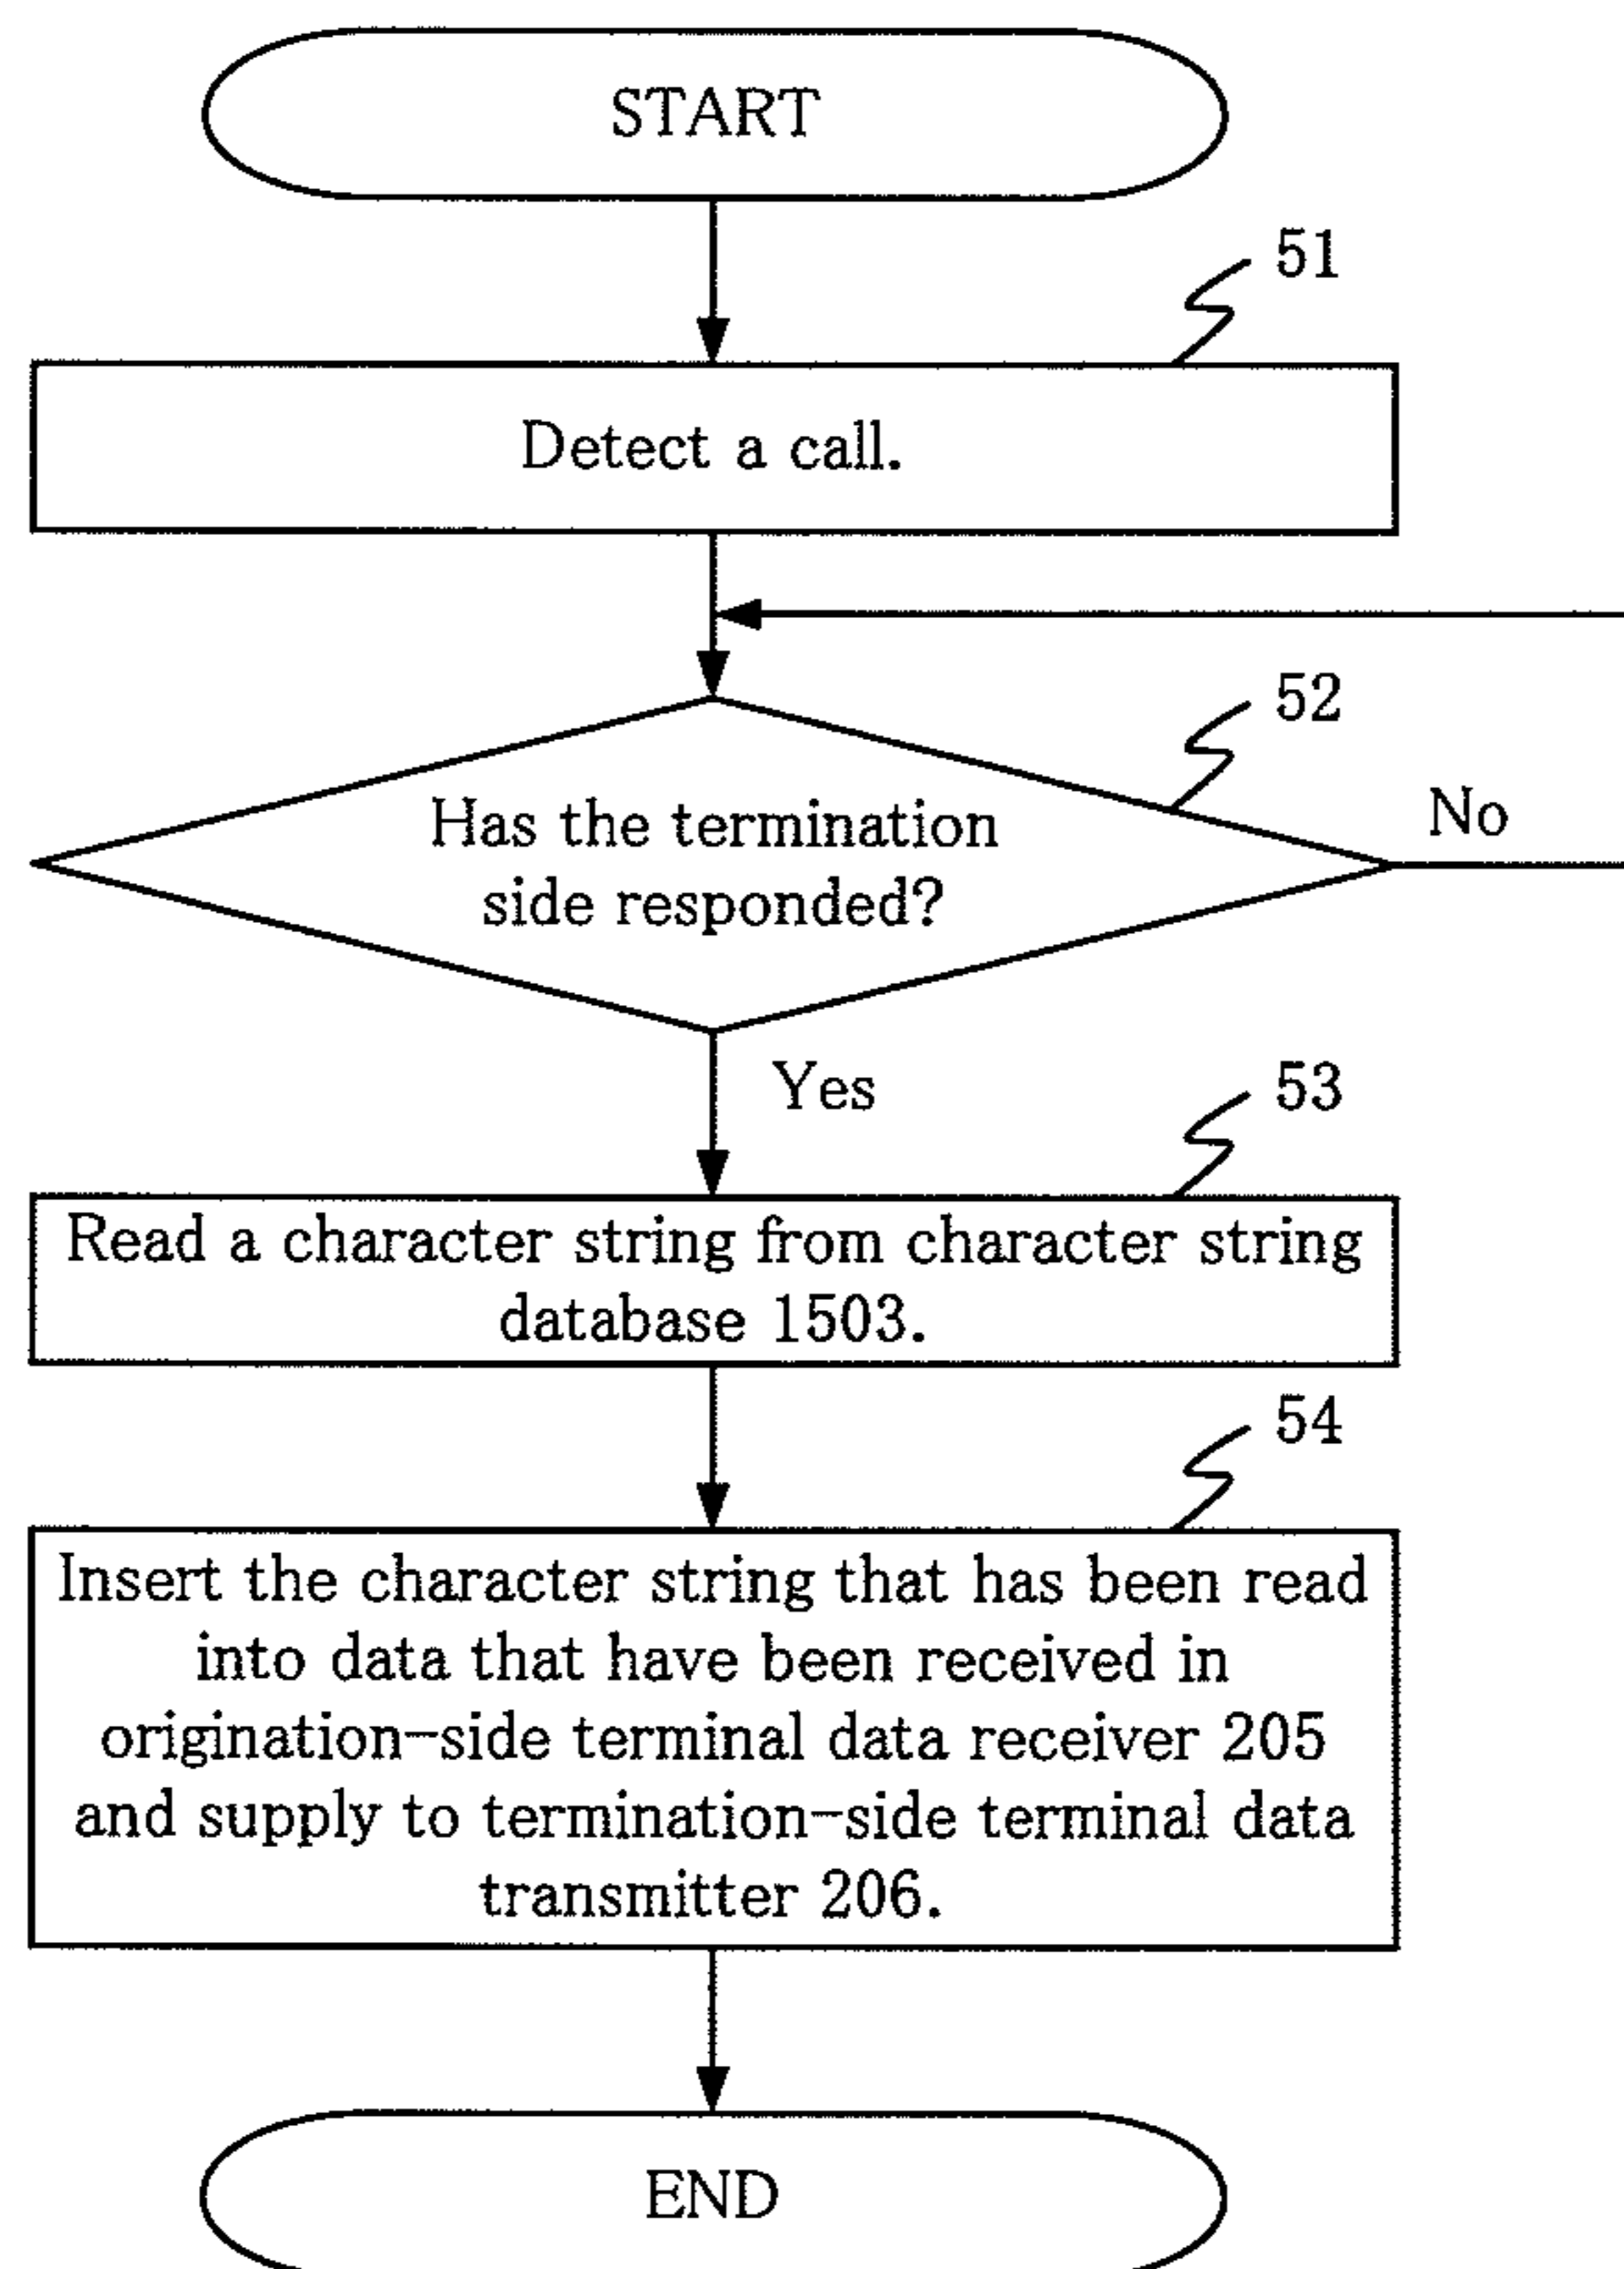 START
51
Detect a call.
52
Has the termination
side responded?
No
Yes
53
Read a character string from character string
database 1503.
54
Insert the character string that has been read
into data that have been received in
origination-side terminal data receiver 205
and supply to termination-side terminal data
transmitter 206.
END